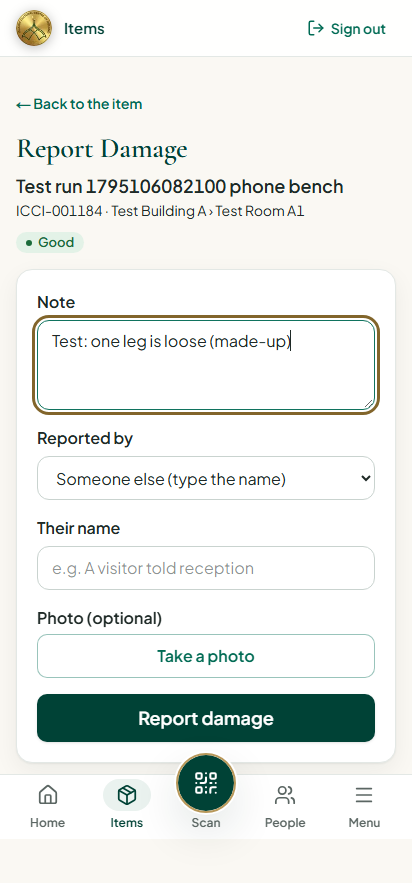 Items
Sign out
← Back to the item
Report Damage
Test run 1795106082100 phone bench
ICCI-001184 · Test Building A › Test Room A1
Good
Note
Test: one leg is loose (made-up)
Reported by
Someone else (type the name)
Their name
e.g. A visitor told reception
Photo (optional)
Take a photo
Report damage
Home
Items
Scan
People
Menu